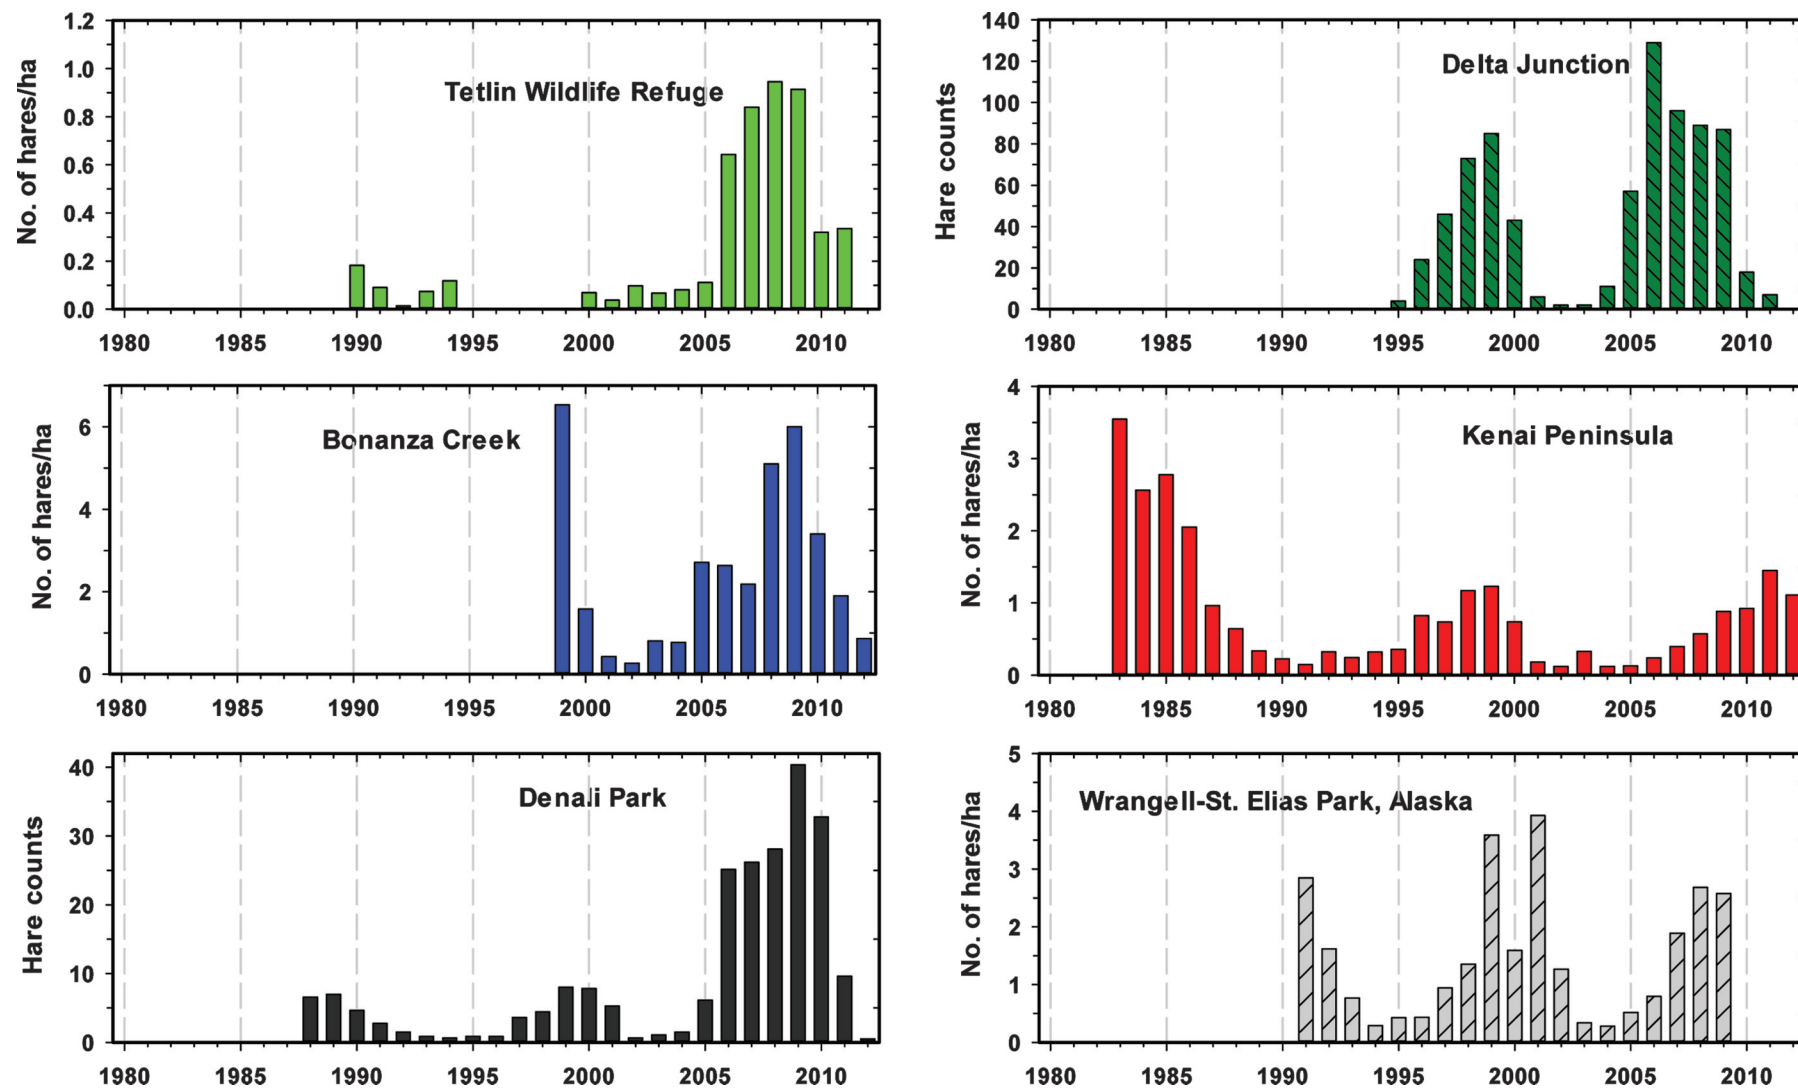 Tetlin Wildlife Refuge
No. of hares/ha
1.2
1.0
0.8
0.6
0.4
0.2
0.0
1980 1985 1990 1995 2000 2005 2010
Delta Junction
Hare counts
140
120
100
80
60
40
20
0
1980 1985 1990 1995 2000 2005 2010
Bonanza Creek
No. of hares/ha
6
4
2
0
1980 1985 1990 1995 2000 2005 2010
Kenai Peninsula
No. of hares/ha
4
3
2
1
0
1980 1985 1990 1995 2000 2005 2010
Denali Park
Hare counts
40
30
20
10
0
1980 1985 1990 1995 2000 2005 2010
Wrangell-St. Elias Park, Alaska
No. of hares/ha
5
4
3
2
1
0
1980 1985 1990 1995 2000 2005 2010